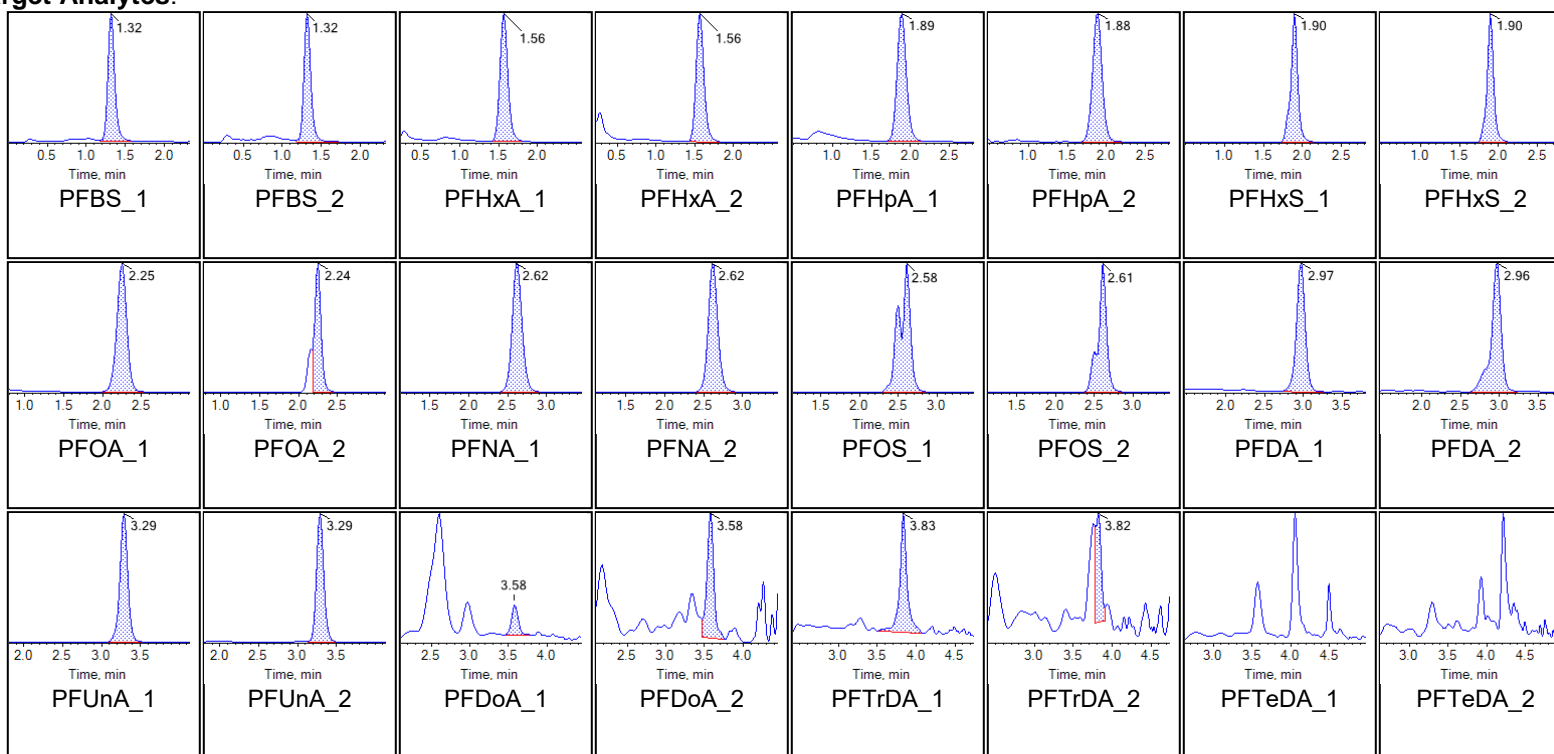 arget Analytes:
1.32 1.32 1.56 1.56 1.89 1.88 1.90 1.90
0.5 1.0 1.5 2.0 0.5 1.0 1.5 2.0 0.5 1.0 1.5 2.0 0.5 1.0 1.5 2.0 1.0 1.5 2.0 2.5 1.0 1.5 2.0 2.5 1.0 1.5 2.0 2.5 1.0 1.5 2.0 2.5
Time, min Time, min Time, min Time, min Time, min Time, min Time, min Time, min
PFBS_1 PFBS_2 PFHxA_1 PFHxA_2 PFHpA_1 PFHpA_2 PFHxS_1 PFHxS_2
2.25 2.24 2.62 2.62 2.58 2.61 2.97 2.96
1.0 1.5 2.0 2.5 1.0 1.5 2.0 2.5 1.5 2.0 2.5 3.0 1.5 2.0 2.5 3.0 1.5 2.0 2.5 3.0 1.5 2.0 2.5 3.0 2.0 2.5 3.0 3.5 2.0 2.5 3.0 3.5
Time, min Time, min Time, min Time, min Time, min Time, min Time, min Time, min
PFOA_1 PFOA_2 PFNA_1 PFNA_2 PFOS_1 PFOS_2 PFDA_1 PFDA_2
3.29 3.29 3.58 3.58 3.83 3.82
2.0 2.5 3.0 3.5 2.0 2.5 3.0 3.5 2.5 3.0 3.5 4.0 2.5 3.0 3.5 4.0 3.0 3.5 4.0 4.5 3.0 3.5 4.0 4.5 3.0 3.5 4.0 4.5 3.0 3.5 4.0 4.5
Time, min Time, min Time, min Time, min Time, min Time, min Time, min Time, min
PFUnA_1 PFUnA_2 PFDoA_1 PFDoA_2 PFTrDA_1 PFTrDA_2 PFTeDA_1 PFTeDA_2